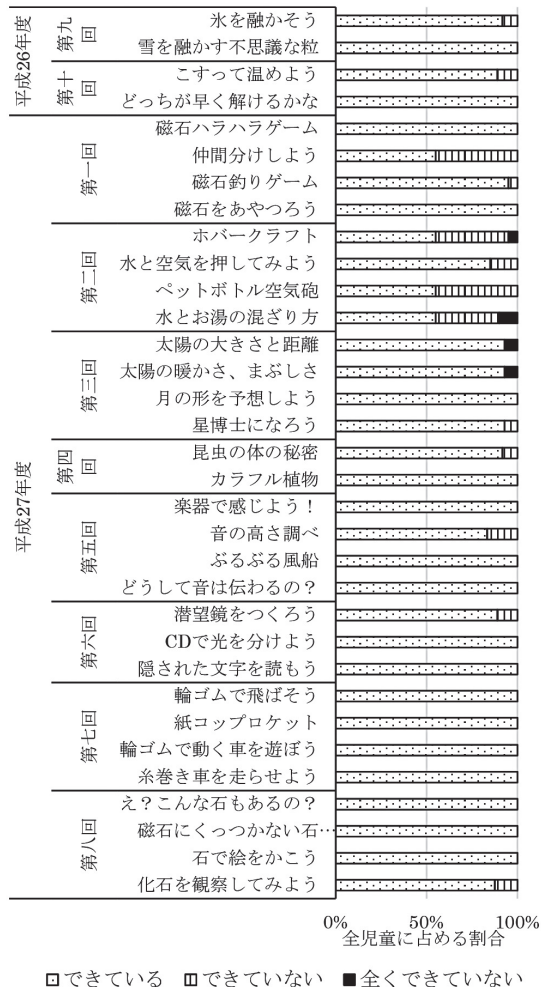 平成26年度
第九回
氷を融かそう
雪を融かす不思議な粒
第十回
こすって温めよう
どっちが早く解けるかな
平成27年度
第一回
磁石ハラハラゲーム
仲間分けしよう
磁石釣りゲーム
磁石をあやつろう
第二回
ホバークラフト
水と空気を押してみよう
ペットボトル空気砲
水とお湯の混ざり方
第三回
太陽の大きさと距離
太陽の暖かさ、まぶしさ
月の形を予想しよう
星博士になろう
第四回
昆虫の体の秘密
カラフル植物
第五回
楽器で感じよう！
音の高さ調べ
ぶるぶる風船
どうして音は伝わるの？
第六回
潜望鏡をつくろう
CDで光を分けよう
隠された文字を読もう
第七回
輪ゴムで飛ばそう
紙コップロケット
輪ゴムで動く車を遊ぼう
糸巻き車を走らせよう
第八回
え？こんな石もあるの？
磁石にくっつかない石…
石で絵をかこう
化石を観察してみよう
0% 50% 100%
全児童に占める割合
できている できていない 全くできていない